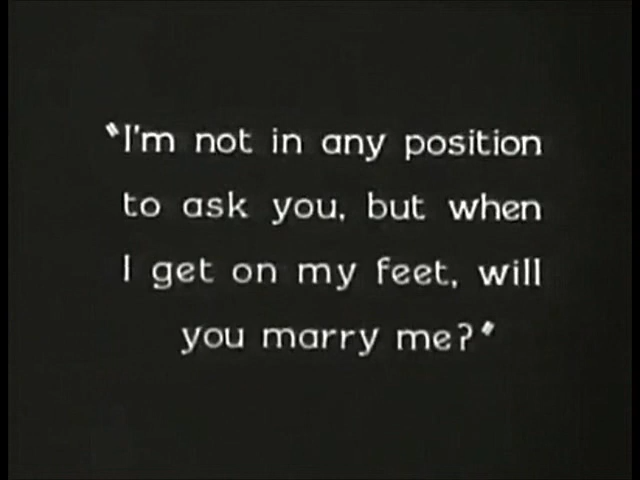 "I'm not in any position
to ask you, but when
I get on my feet, will
you marry me?"